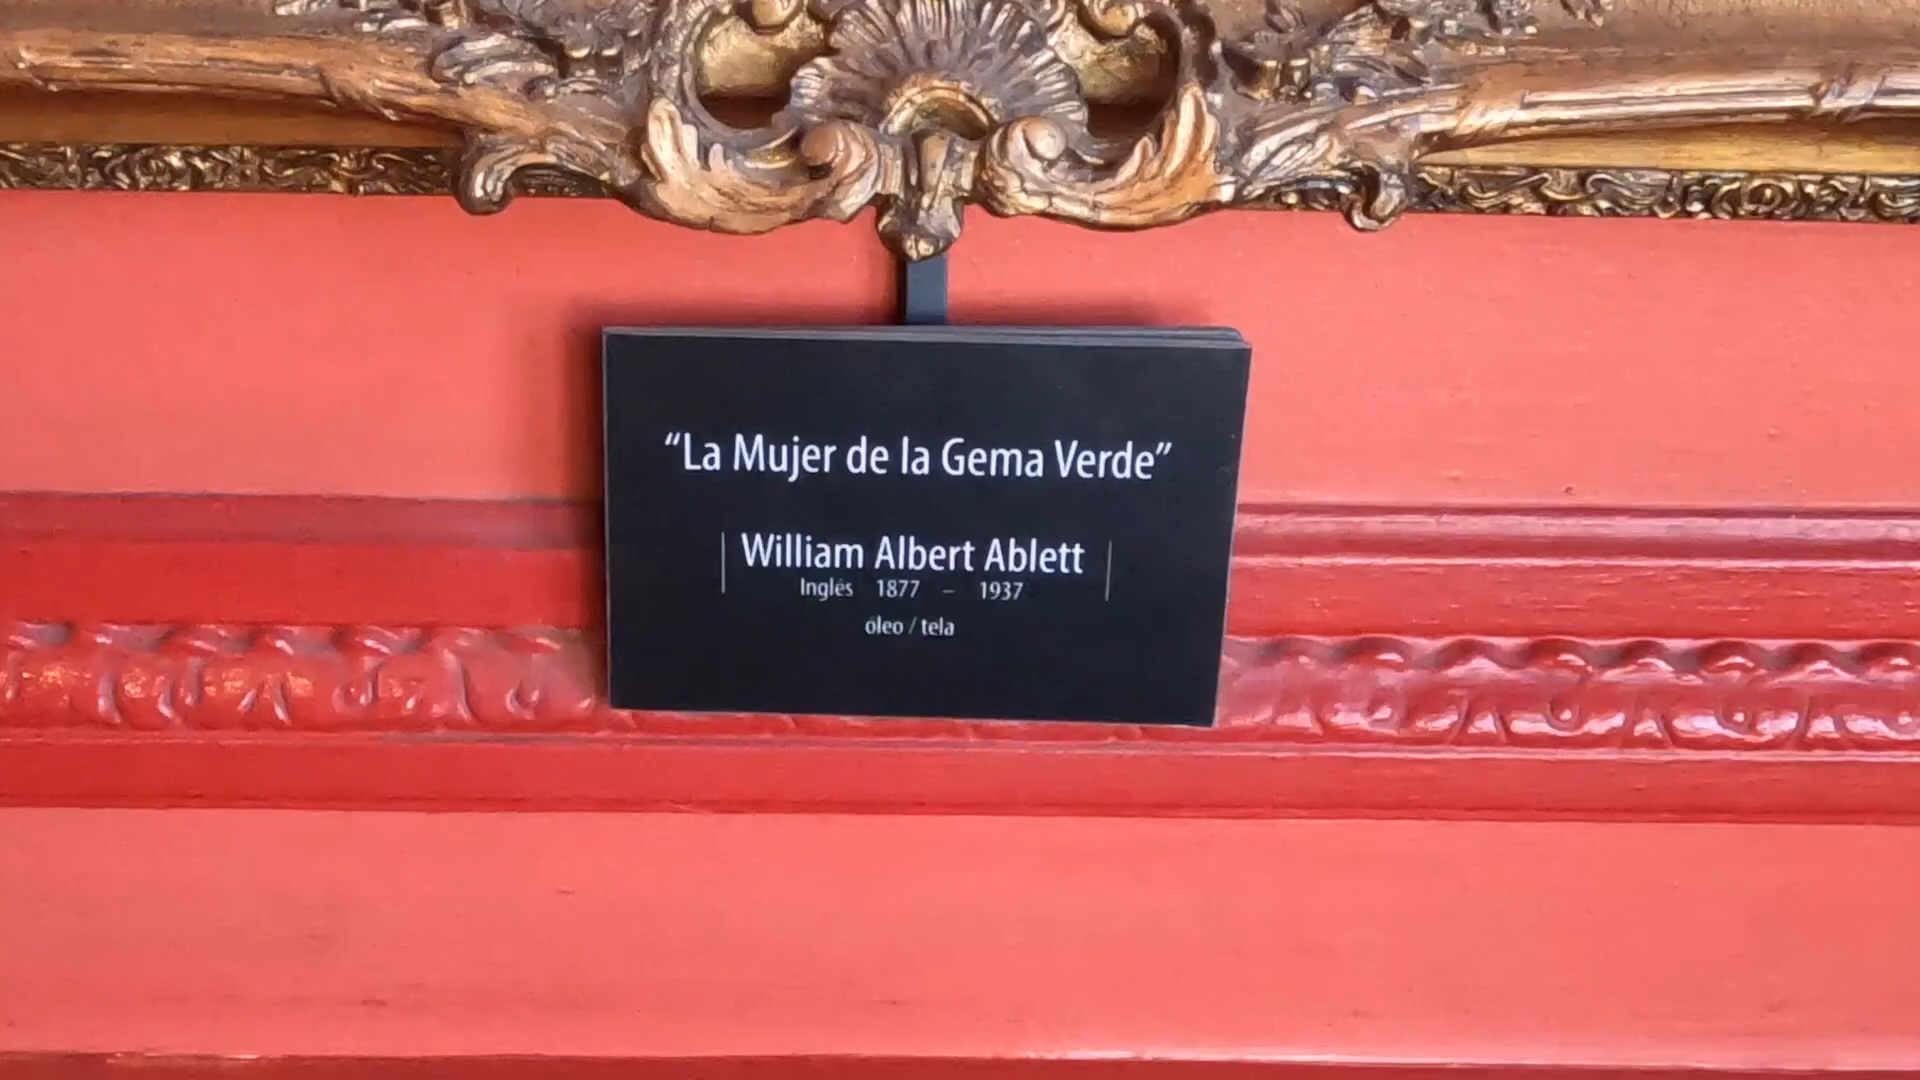 “La Mujer de la Gema Verde”
William Albert Ablett
Inglés 1877 – 1937
óleo / tela